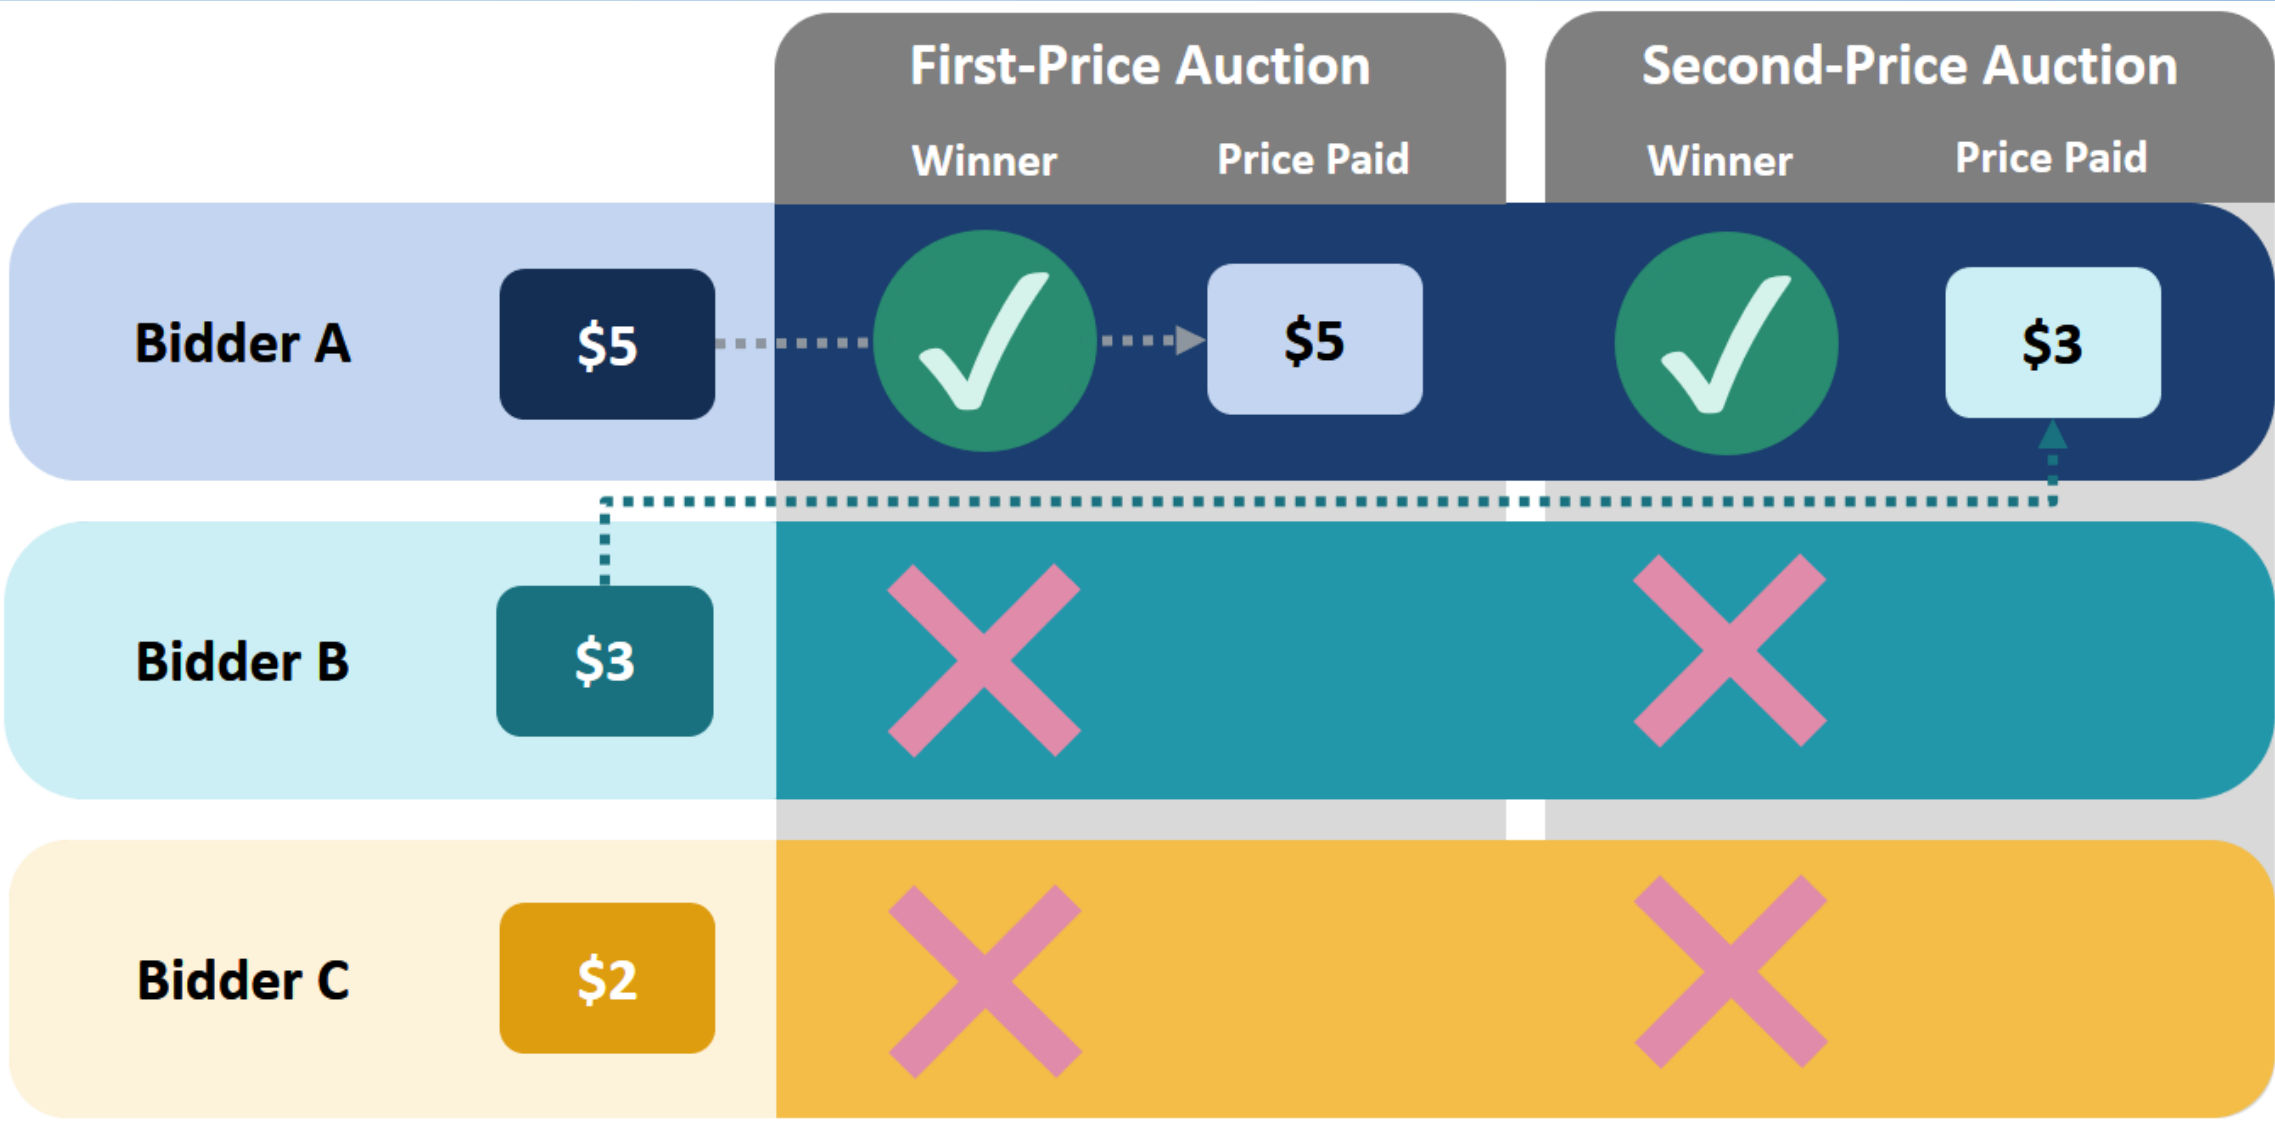 First-Price Auction
Second-Price Auction
Winner
Price Paid
Winner
Price Paid
Bidder A
$5
$5
$3
Bidder B
$3
Bidder C
$2